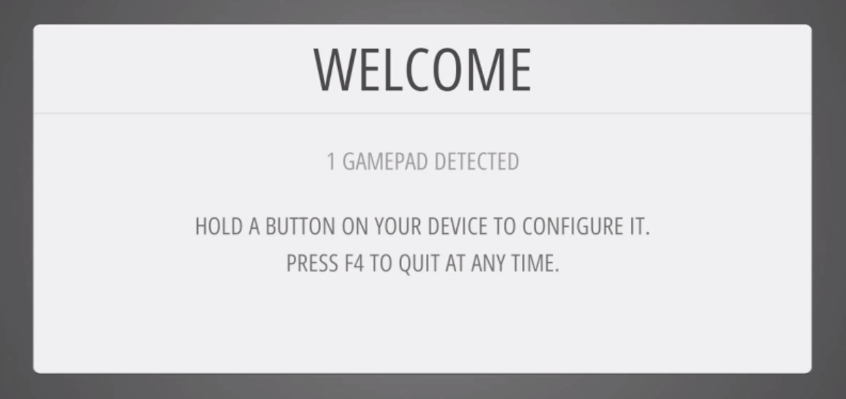 WELCOME
1 GAMEPAD DETECTED
HOLD A BUTTON ON YOUR DEVICE TO CONFIGURE IT.
PRESS F4 TO QUIT AT ANY TIME.